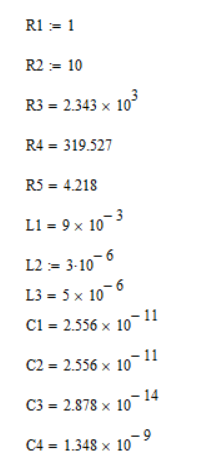 R1 := 1
R2 := 10
R3 = 2.343 × 10³
R4 = 319.527
R5 = 4.218
L1 = 9 × 10⁻³
L2 := 3·10⁻⁶
L3 = 5 × 10⁻⁶
C1 = 2.556 × 10⁻¹¹
C2 = 2.556 × 10⁻¹¹
C3 = 2.878 × 10⁻¹⁴
C4 = 1.348 × 10⁻⁹